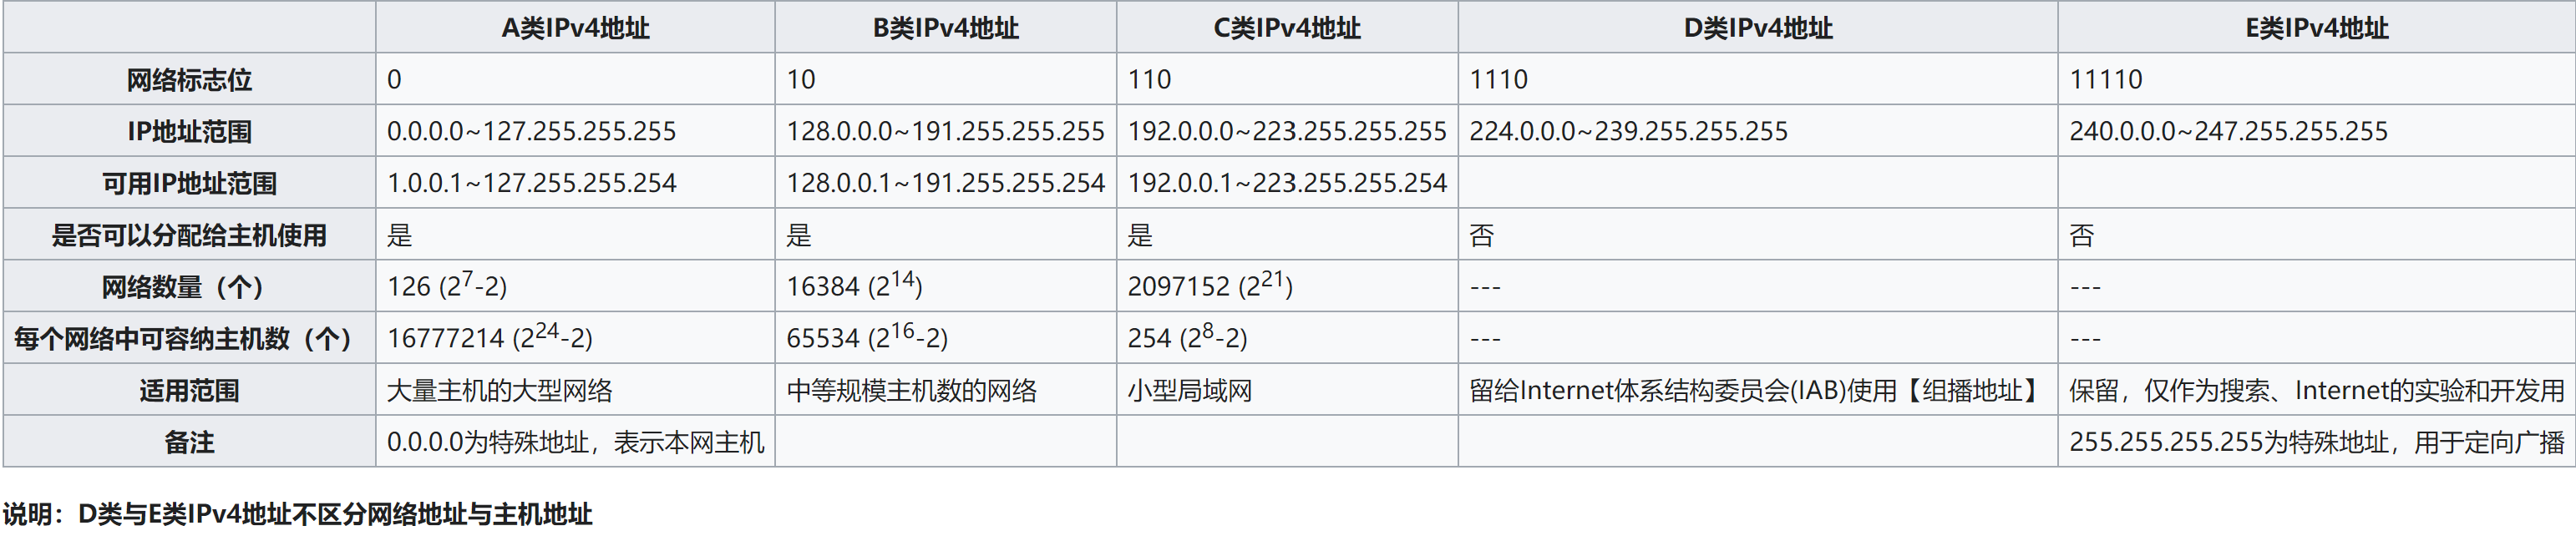 A类IPv4地址 B类IPv4地址 C类IPv4地址 D类IPv4地址 E类IPv4地址
网络标志位 0 10 110 1110 11110
IP地址范围 0.0.0.0~127.255.255.255 128.0.0.0~191.255.255.255 192.0.0.0~223.255.255.255 224.0.0.0~239.255.255.255 240.0.0.0~247.255.255.255
可用IP地址范围 1.0.0.1~127.255.255.254 128.0.0.1~191.255.255.254 192.0.0.1~223.255.255.254
是否可以分配给主机使用 是 是 是 否 否
网络数量（个） 126 (2⁷-2) 16384 (2¹⁴) 2097152 (2²¹) --- ---
每个网络中可容纳主机数（个） 16777214 (2²⁴-2) 65534 (2¹⁶-2) 254 (2⁸-2) --- ---
适用范围 大量主机的大型网络 中等规模主机数的网络 小型局域网 留给Internet体系结构委员会(IAB)使用【组播地址】 保留，仅作为搜索、Internet的实验和开发用
备注 0.0.0.0为特殊地址，表示本网主机 255.255.255.255为特殊地址，用于定向广播
说明：D类与E类IPv4地址不区分网络地址与主机地址